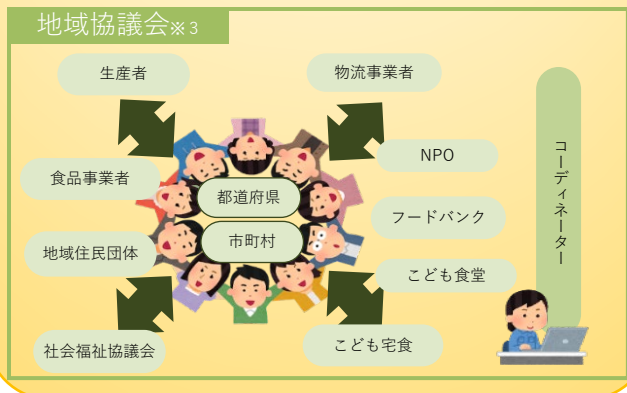 地域協議会※3
生産者
物流事業者
食品事業者
NPO
都道府県
フードバンク
市町村
地域住民団体
こども食堂
社会福祉協議会
こども宅食
コーディネーター